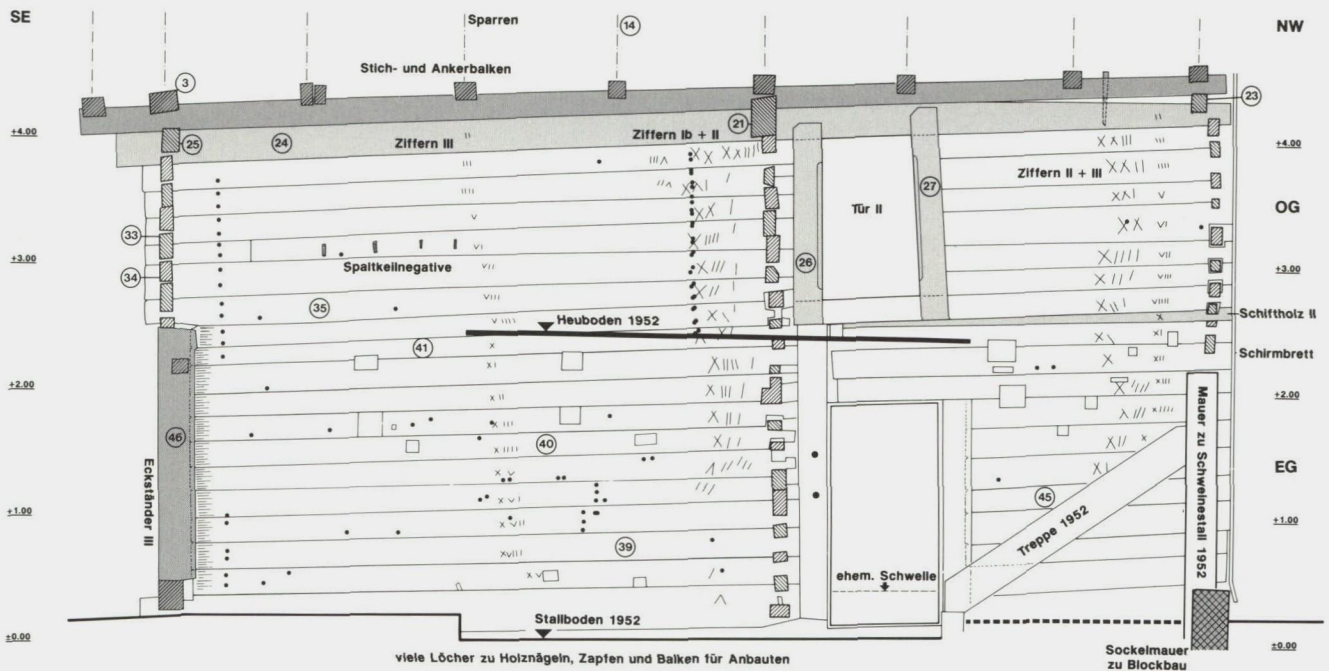 SE
Sparren
14
NW
Stich- und Ankerbalken
3
23
+4.00
25
24
Ziffern III
Ziffern Ib + II
21
+4.00
Ziffern II + III
27
Tür II
OG
33
+3.00
34
Spaltkeilnegative
26
+3.00
35
Heuboden 1952
Schiftholz II
41
Schirmbrett
+2.00
+2.00
46
40
Eckständer III
Mauer zu Schweinestall 1952
EG
45
+1.00
Treppe 1952
+1.00
39
ehem. Schwelle
Stallboden 1952
±0.00
±0.00
viele Löcher zu Holznägeln, Zapfen und Balken für Anbauten
Sockelmauer
zu Blockbau